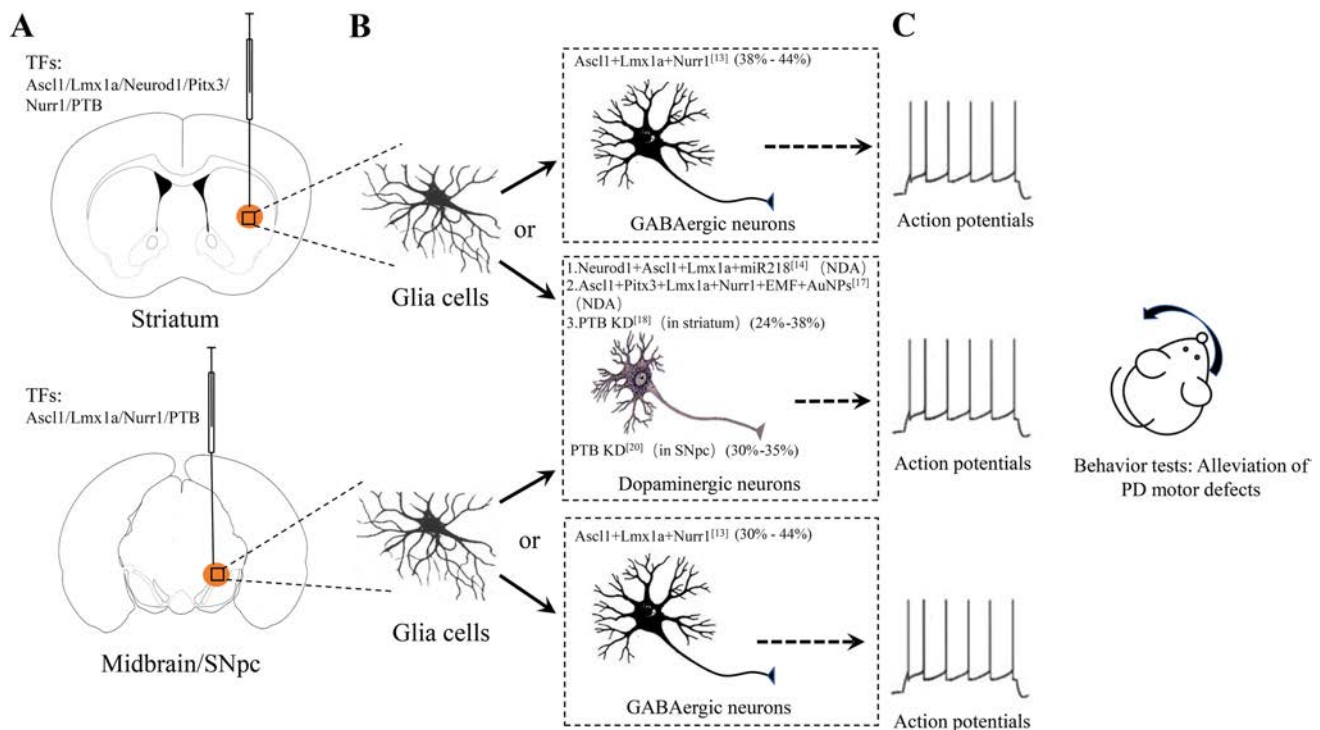 A
TFs:
Ascl1/Lmx1a/Neurod1/Pitx3/
Nurr1/PTB
Striatum
TFs:
Ascl1/Lmx1a/Nurr1/PTB
Midbrain/SNpc
B
Glia cells
or
Glia cells
or
Ascl1+Lmx1a+Nurr1[13] (38% - 44%)
GABAergic neurons
1.Neurod1+Ascl1+Lmx1a+miR218[14] (NDA)
2.Ascl1+Pitx3+Lmx1a+Nurr1+EMF+AuNPs[17]
(NDA)
3.PTB KD[18] (in striatum) (24%-38%)
PTB KD[20] (in SNpc) (30%-35%)
Dopaminergic neurons
Ascl1+Lmx1a+Nurr1[13] (30% - 44%)
GABAergic neurons
C
Action potentials
Action potentials
Action potentials
Behavior tests: Alleviation of
PD motor defects